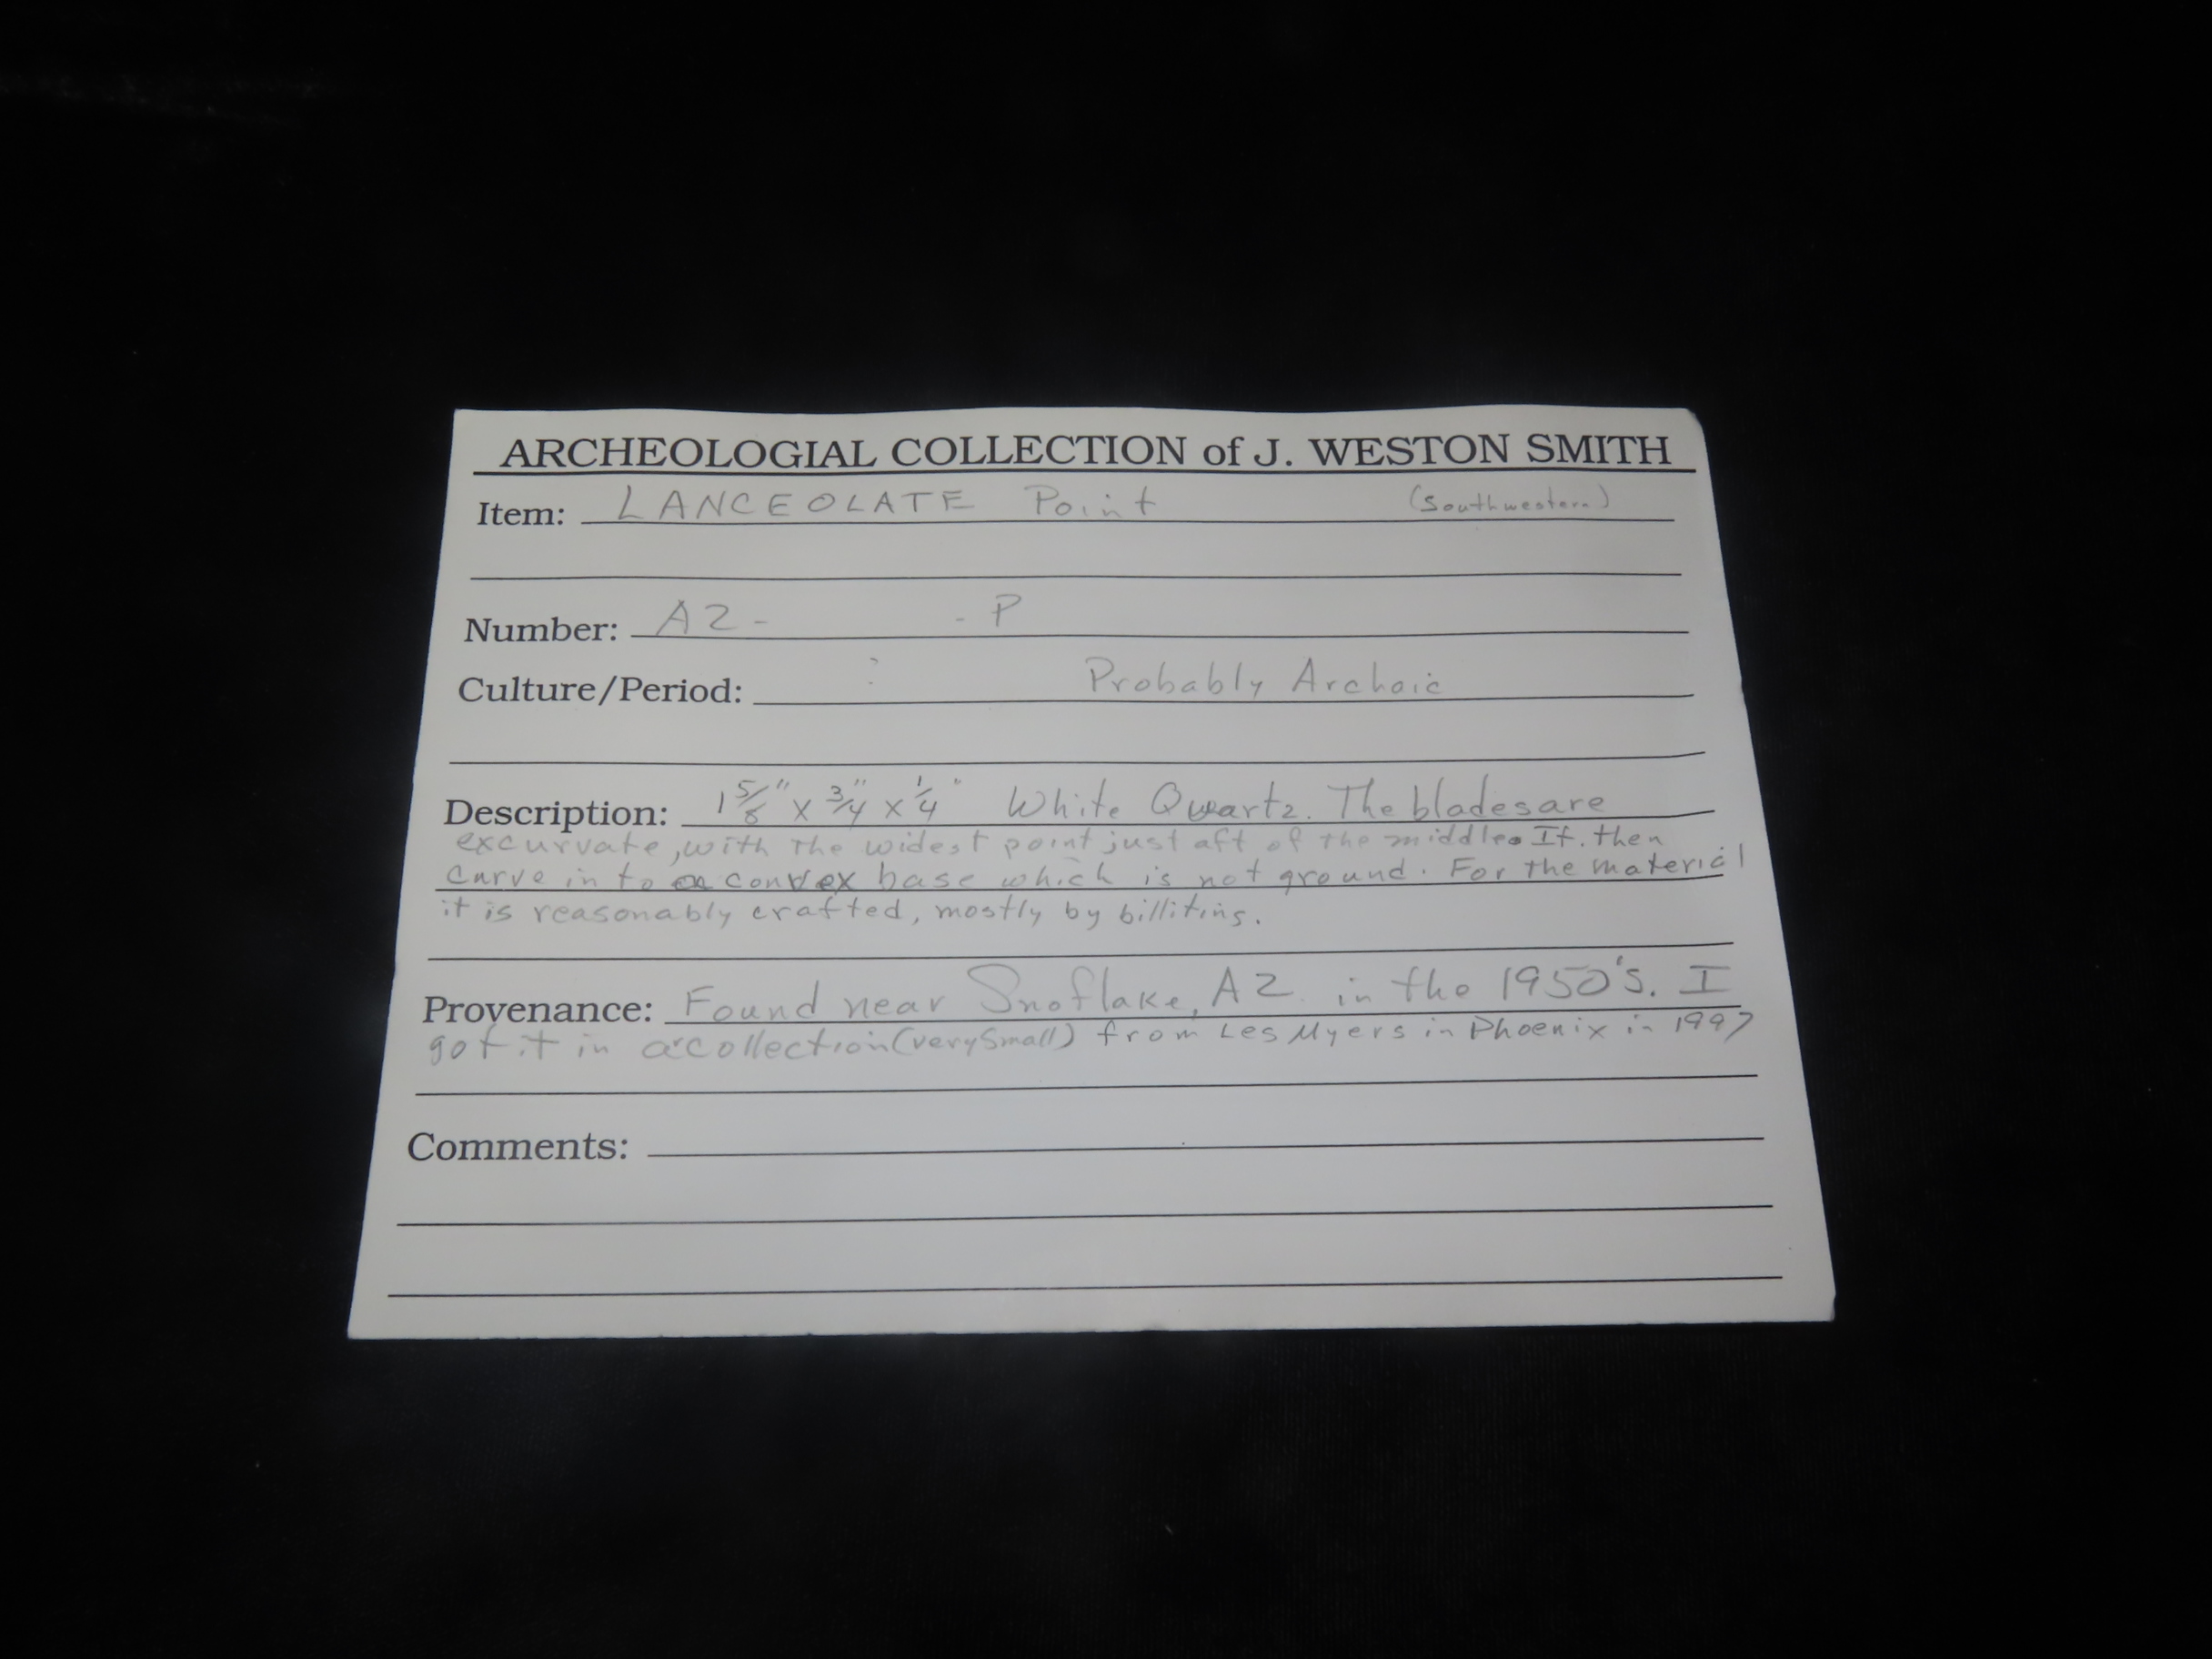 ARCHEOLOGIAL COLLECTION of J. WESTON SMITH
Item: LANCEOLATE Point (Southwestern)
Number: AZ- -P
Culture/Period: ? Probably Archaic
Description: 1 5/8" x 3/4" x 1/4" White Quartz. The blades are
excurvate, with the widest point just aft of the middle. It then
curve in to a convex base which is not ground. For the material
it is reasonably crafted, mostly by billiting.
Provenance: Found near Snoflake, AZ in the 1950's. I
got it in a collection (very small) from Les Myers in Phoenix in 1997
Comments: